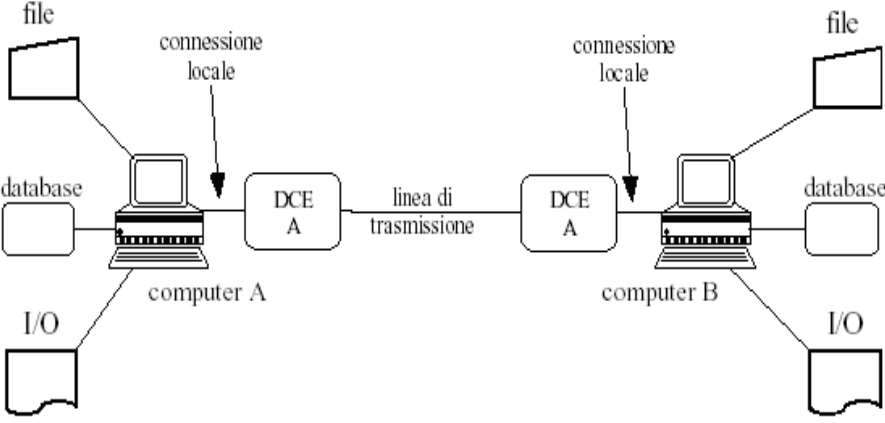 file
connessione
locale
connessione
locale
file
database
DCE
A
linea di
trasmissione
DCE
A
database
computer A
computer B
I/O
I/O